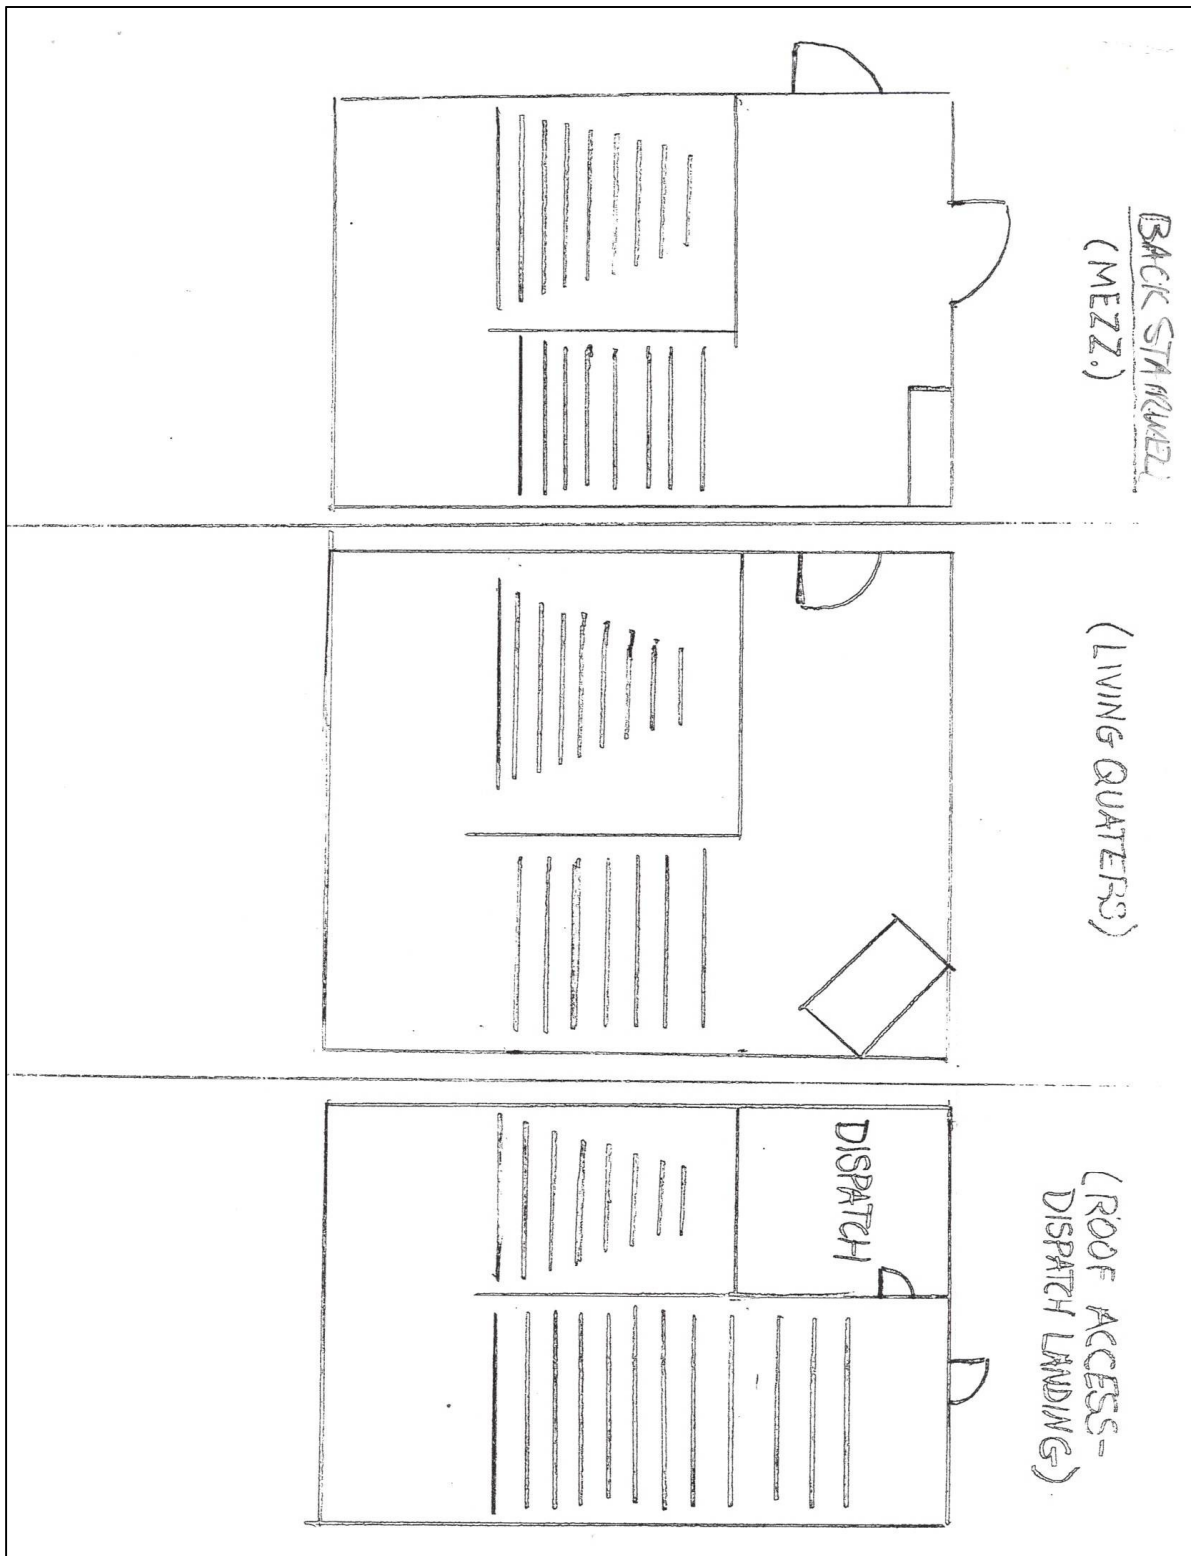 BACK STAIRWELL
(MEZZ.)
(LIVING QUATERS)
(ROOF ACCESS-
DISPATCH LANDING)
DISPATCH